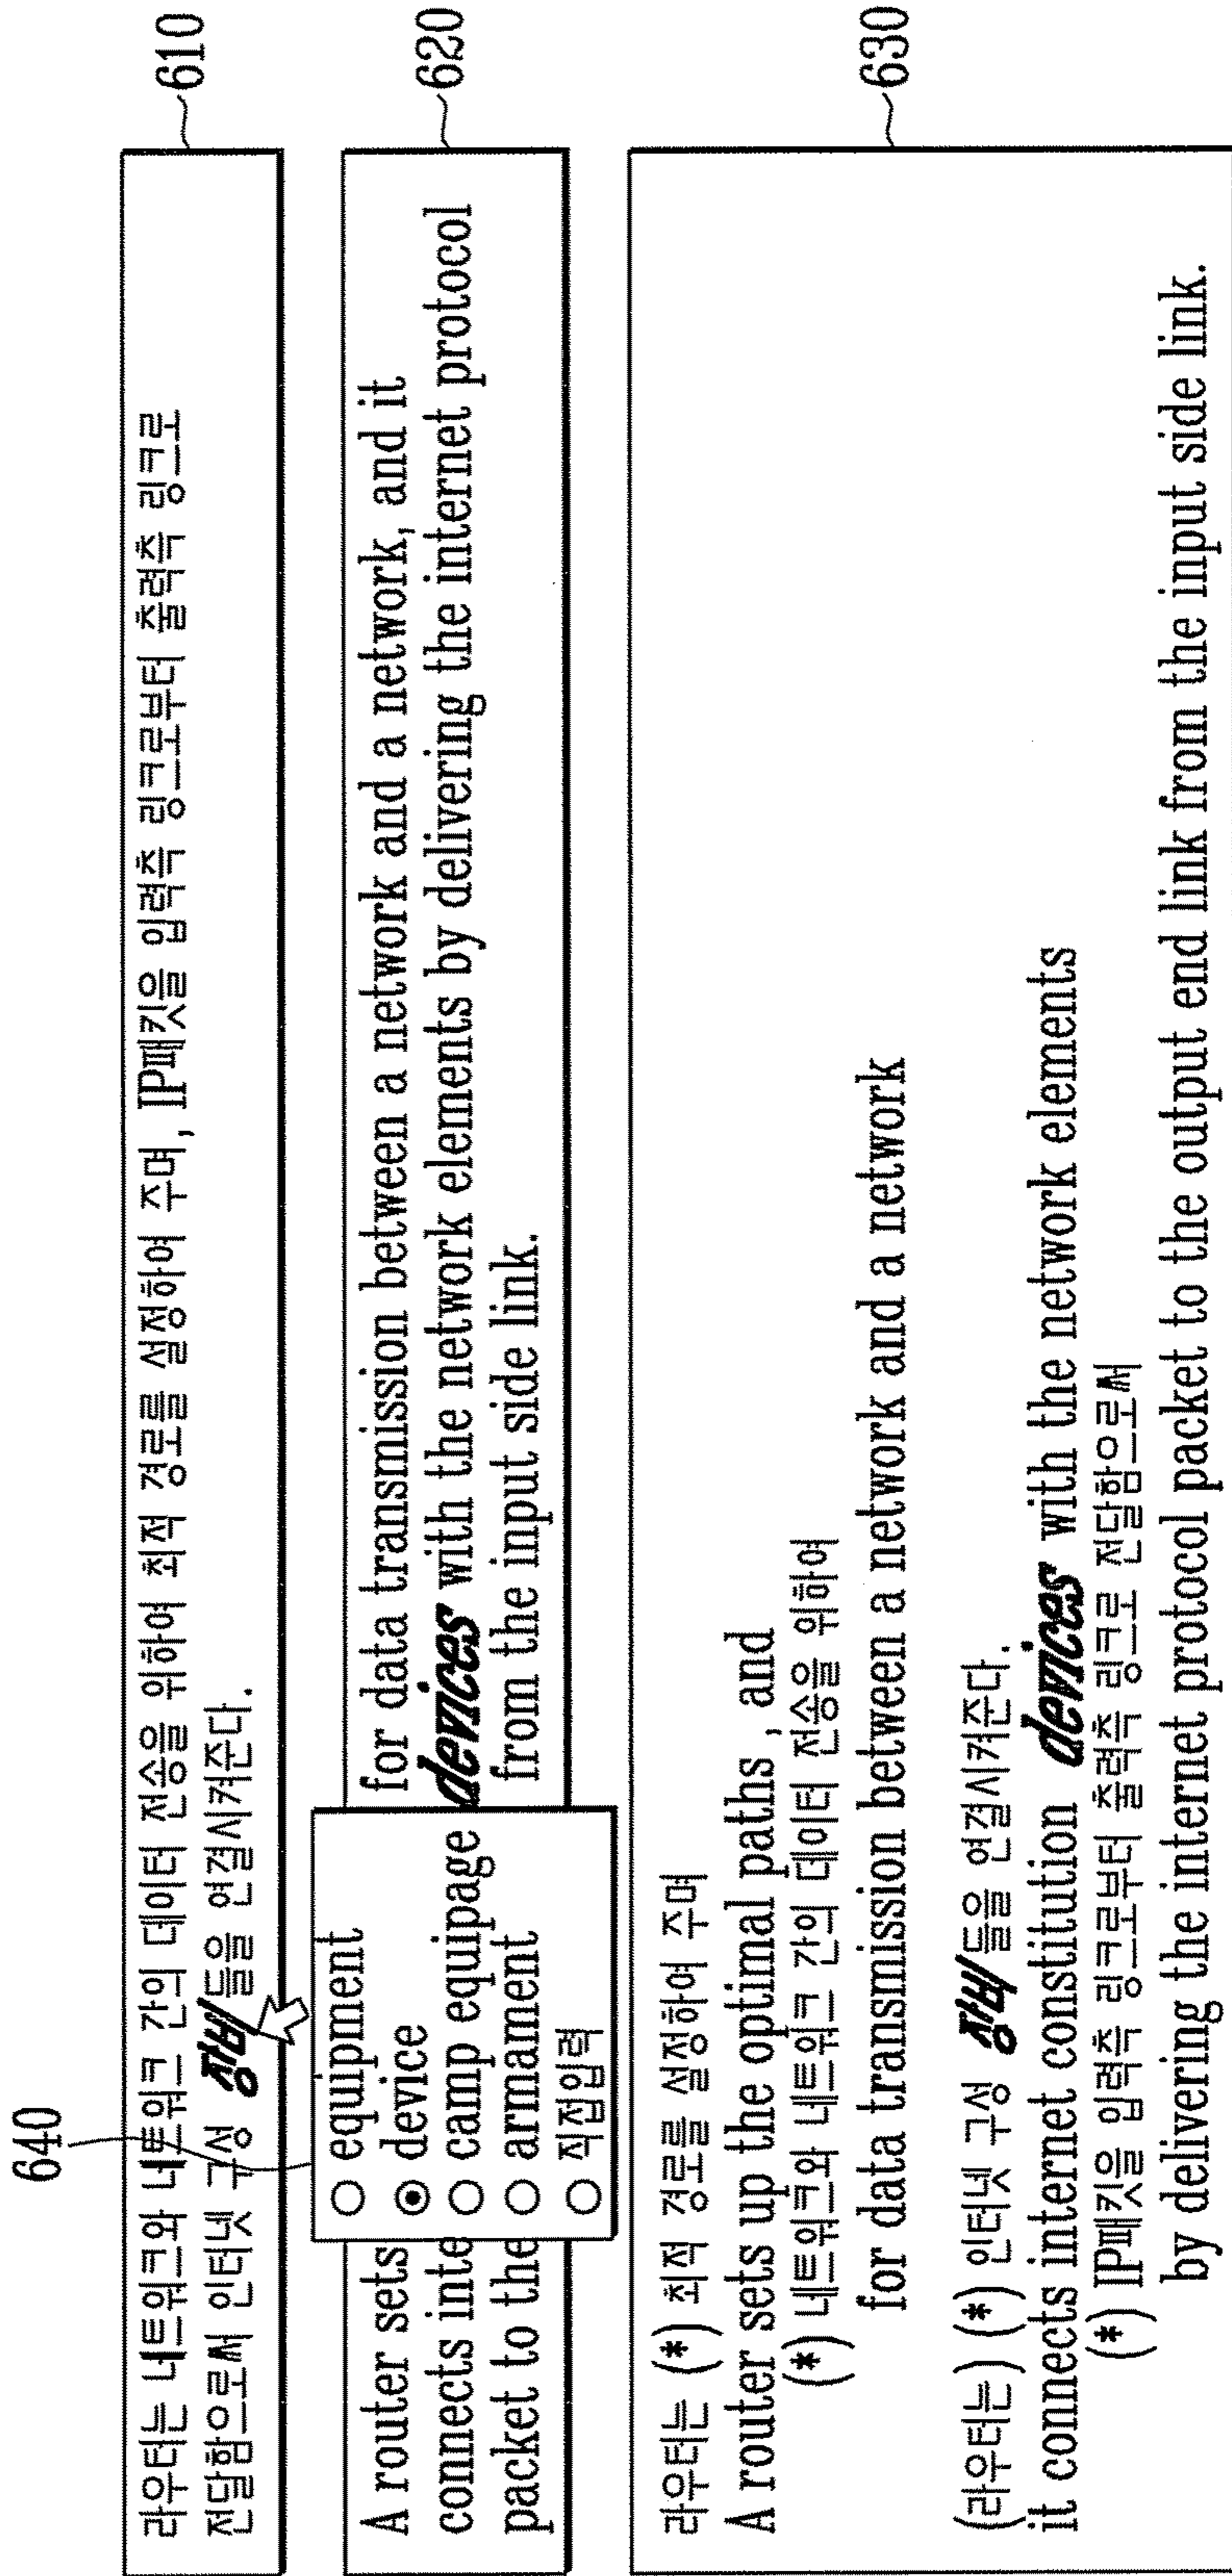 라우터는 네트워크와 네트워크 간의 데이터 전송을 위하여 최적 경로를 설정하여 주며, IP패킷을 입력측 링크로부터 출력측 링크로
전달함으로써 인터넷 구성 장비들을 연결시켜준다.
610
640
equipment
device
camp equipage
armament
직접입력
A router sets for data transmission between a network and a network, and it
connects inte devices with the network elements by delivering the internet protocol
packet to the from the input side link.
620
라우터는 (*) 최적 경로를 설정하여 주며
A router sets up the optimal paths , and
(*) 네트워크와 네트워크 간의 데이터 전송을 위하여
for data transmission between a network and a network
(라우터는) (*) 인터넷 구성 장비들을 연결시켜준다.
it connects internet constitution devices with the network elements
(*) IP패킷을 입력측 링크로부터 출력측 링크로 전달함으로써
by delivering the internet protocol packet to the output end link from the input side link.
630